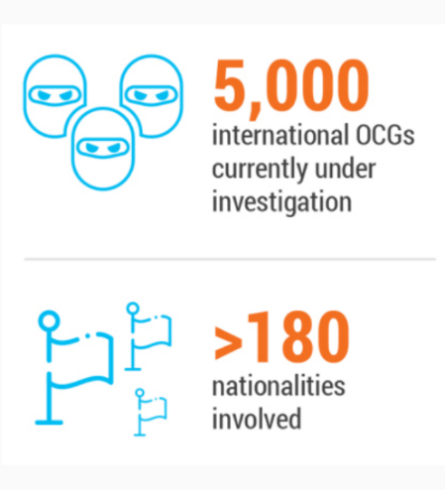 5,000
international OCGs
currently under
investigation
>180
nationalities
involved